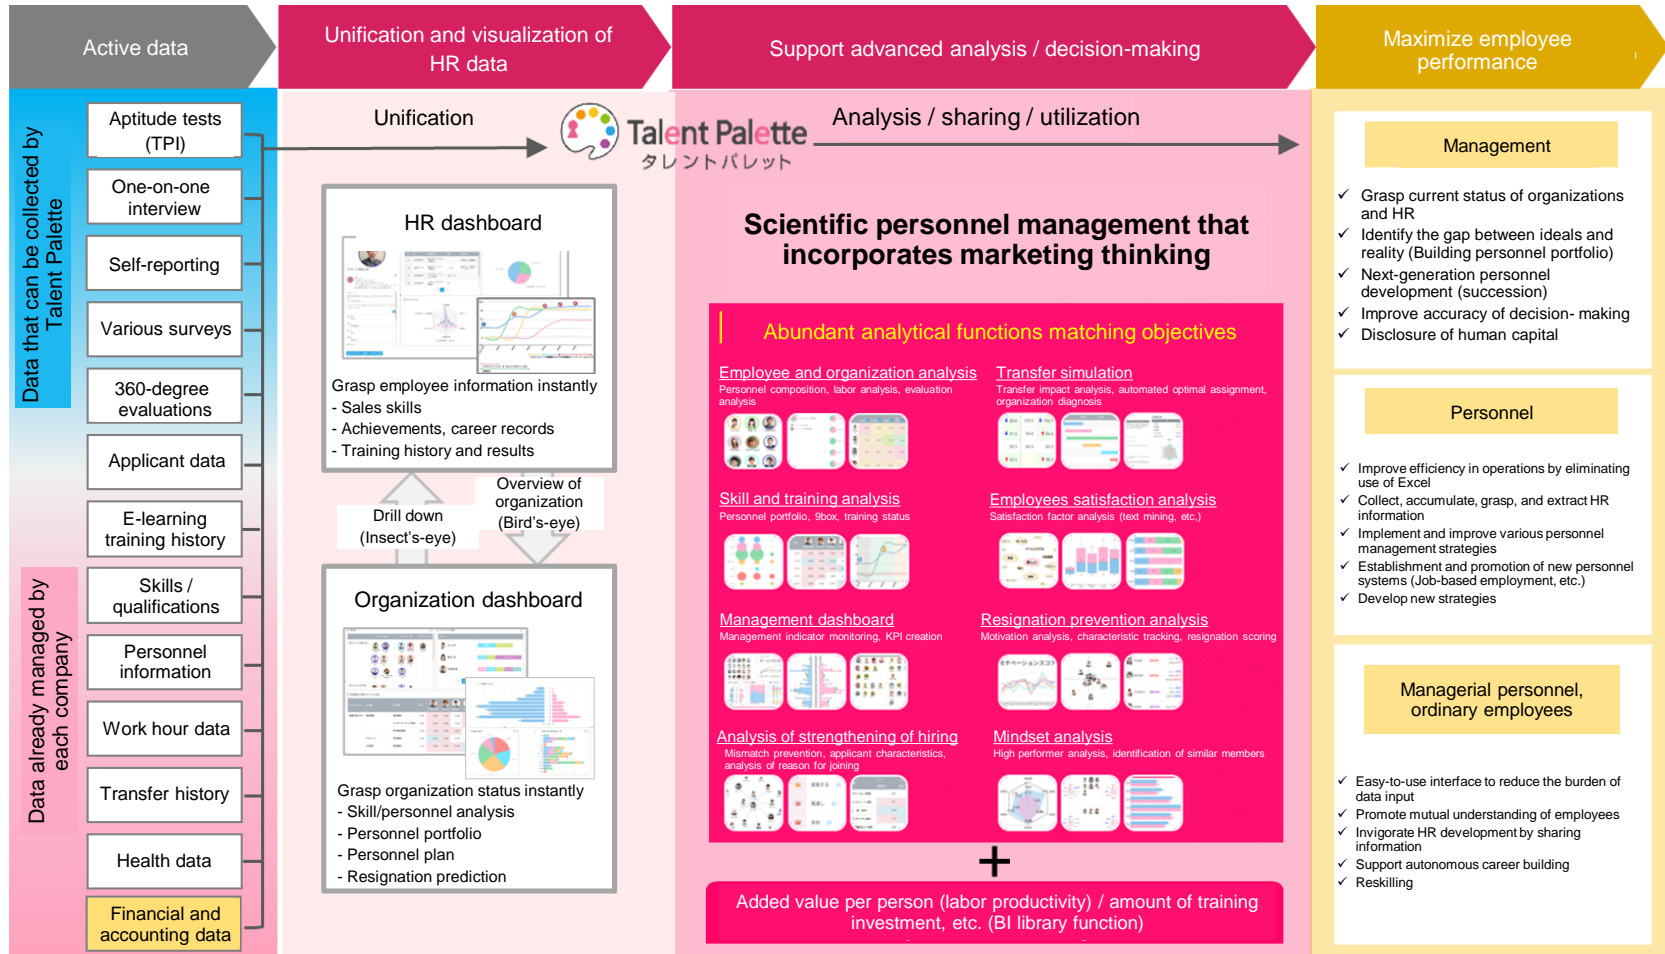 Active data
Unification and visualization of
HR data
Support advanced analysis / decision-making
Maximize employee
performance
Data that can be collected by
Talent Palette
Data already managed by
each company
Aptitude tests
(TPI)
One-on-one
interview
Self-reporting
Various surveys
360-degree
evaluations
Applicant data
E-learning
training history
Skills /
qualifications
Personnel
information
Work hour data
Transfer history
Health data
Financial and
accounting data
Unification
Talent Palette
タレントパレット
Analysis / sharing / utilization
HR dashboard
Grasp employee information instantly
- Sales skills
- Achievements, career records
- Training history and results
Drill down
(Insect's-eye)
Overview of
organization
(Bird's-eye)
Organization dashboard
Grasp organization status instantly
- Skill/personnel analysis
- Personnel portfolio
- Personnel plan
- Resignation prediction
Scientific personnel management that
incorporates marketing thinking
Abundant analytical functions matching objectives
Employee and organization analysis
Personnel composition, labor analysis, evaluation
analysis
Transfer simulation
Transfer impact analysis, automated optimal assignment,
organization diagnosis
Skill and training analysis
Personnel portfolio, 9box, training status
Employees satisfaction analysis
Satisfaction factor analysis (text mining, etc,)
Management dashboard
Management indicator monitoring, KPI creation
Resignation prevention analysis
Motivation analysis, characteristic tracking, resignation scoring
モチベーションスコア
Analysis of strengthening of hiring
Mismatch prevention, applicant characteristics,
analysis of reason for joining
Mindset analysis
High performer analysis, identification of similar members
+
Added value per person (labor productivity) / amount of training
investment, etc. (BI library function)
Management
✓ Grasp current status of organizations
and HR
✓ Identify the gap between ideals and
reality (Building personnel portfolio)
✓ Next-generation personnel
development (succession)
✓ Improve accuracy of decision- making
✓ Disclosure of human capital
Personnel
✓ Improve efficiency in operations by eliminating
use of Excel
✓ Collect, accumulate, grasp, and extract HR
information
✓ Implement and improve various personnel
management strategies
✓ Establishment and promotion of new personnel
systems (Job-based employment, etc.)
✓ Develop new strategies
Managerial personnel,
ordinary employees
✓ Easy-to-use interface to reduce the burden of
data input
✓ Promote mutual understanding of employees
✓ Invigorate HR development by sharing
information
✓ Support autonomous career building
✓ Reskilling